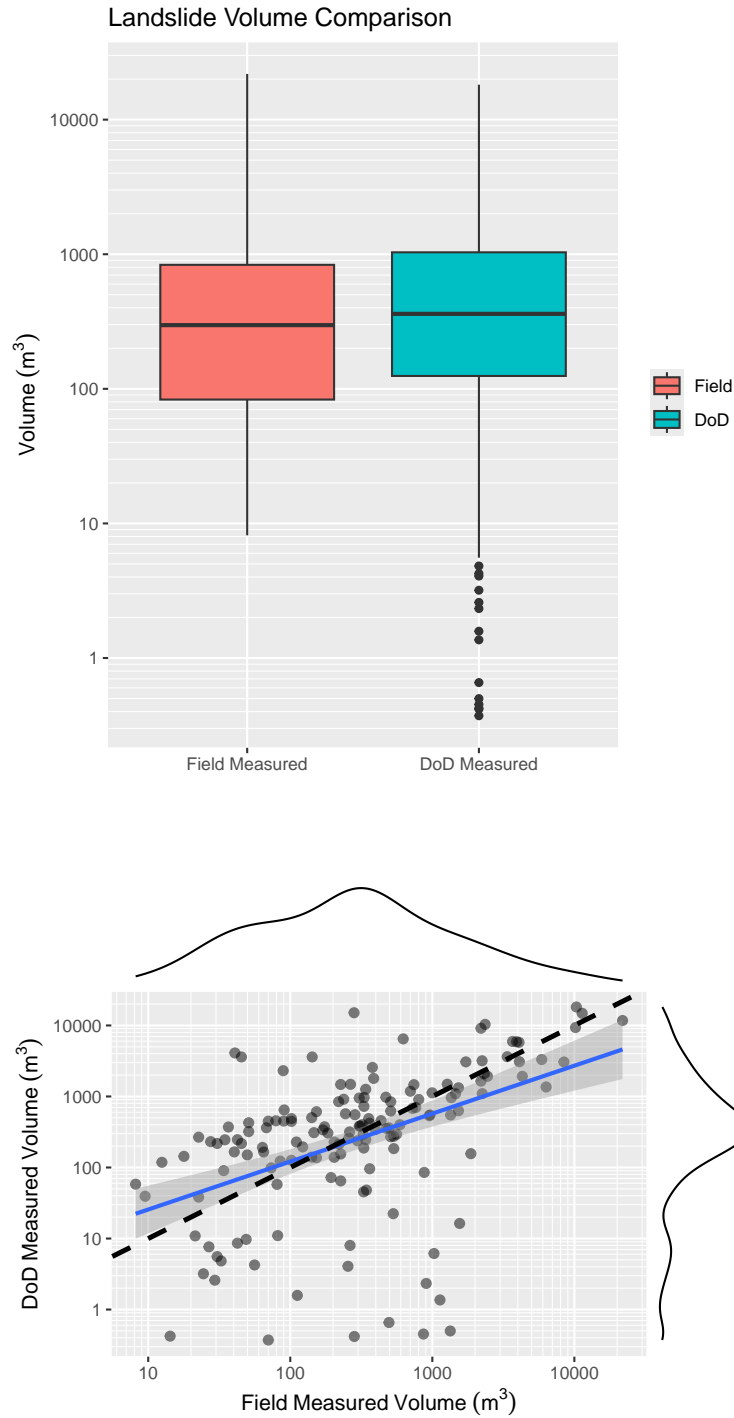 Landslide Volume Comparison
Volume (m³)
10000
1000
100
10
1
Field Measured
DoD Measured
Field
DoD
DoD Measured Volume (m³)
10000
1000
100
10
1
10
100
1000
10000
Field Measured Volume (m³)